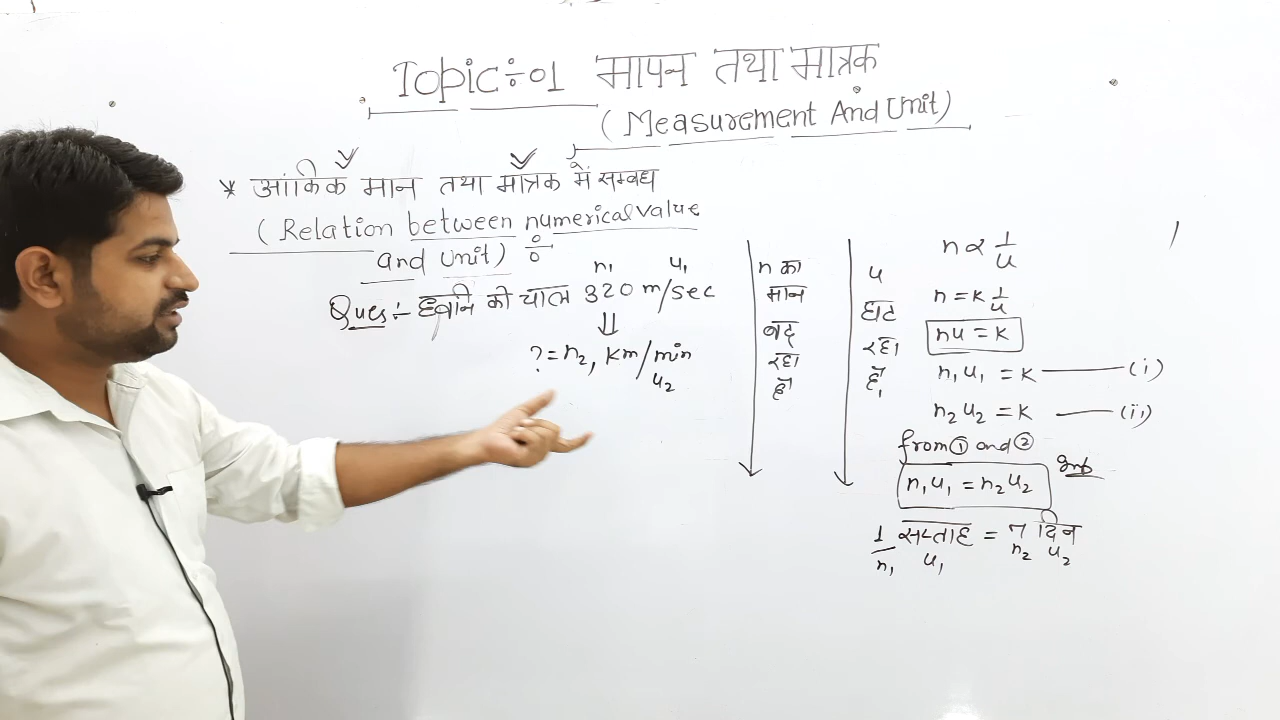 Topic÷01 मापन तथा मात्रक
(Measurement And Unit)
* आंकिक मान तथा मात्रक में सम्बध
(Relation between numerical value
and Unit) ÷
n₁ u₁
Ques:- ध्वनि की चाल 320 m/sec
⇓
?=n₂, km/min
u₂
n का
मान
बढ़
रहा
है
u
घट
रहा
है,
n ∝ 1/u
n = k 1/u
nu = k
n₁u₁ = k ——— (i)
n₂u₂ = k ——— (ii)
from ① and ②
Imp
n₁u₁ = n₂u₂
1 सप्ताह = 7 दिन
n₁ u₁ n₂ u₂